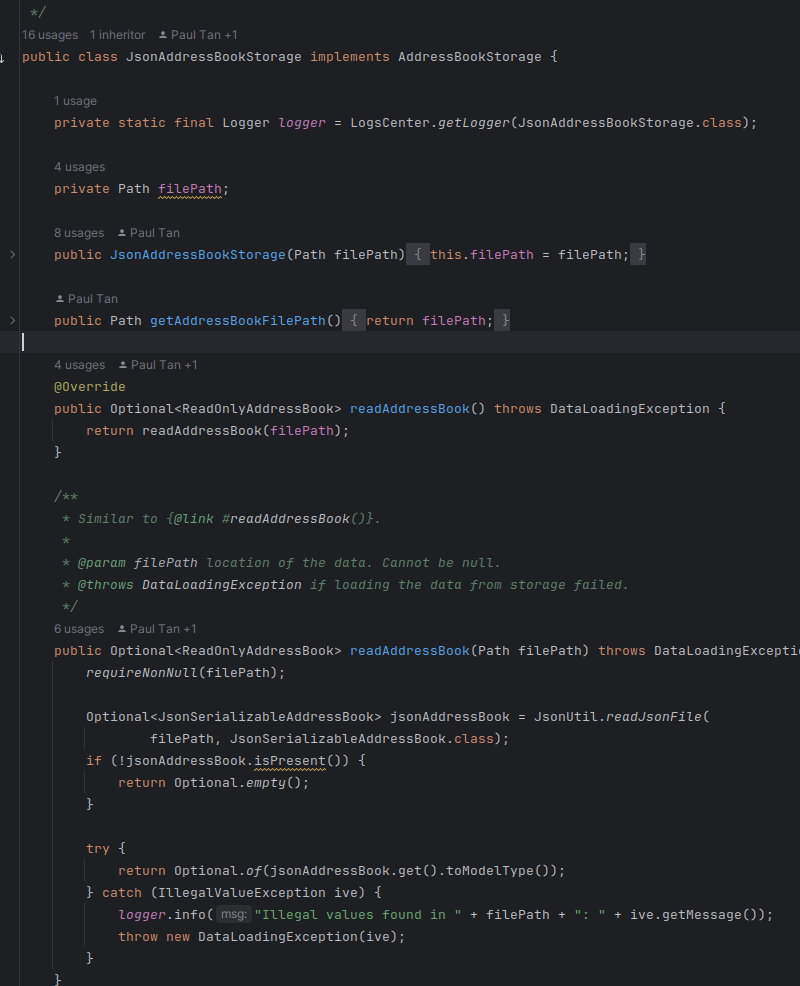 */
16 usages 1 inheritor Paul Tan +1
public class JsonAddressBookStorage implements AddressBookStorage {
1 usage
private static final Logger logger = LogsCenter.getLogger(JsonAddressBookStorage.class);
4 usages
private Path filePath;
8 usages Paul Tan
public JsonAddressBookStorage(Path filePath) { this.filePath = filePath; }
Paul Tan
public Path getAddressBookFilePath() { return filePath; }
4 usages Paul Tan +1
@Override
public Optional<ReadOnlyAddressBook> readAddressBook() throws DataLoadingException {
return readAddressBook(filePath);
}
/**
* Similar to {@link #readAddressBook()}.
*
* @param filePath location of the data. Cannot be null.
* @throws DataLoadingException if loading the data from storage failed.
*/
6 usages Paul Tan +1
public Optional<ReadOnlyAddressBook> readAddressBook(Path filePath) throws DataLoadingExcepti
requireNonNull(filePath);
Optional<JsonSerializableAddressBook> jsonAddressBook = JsonUtil.readJsonFile(
filePath, JsonSerializableAddressBook.class);
if (!jsonAddressBook.isPresent()) {
return Optional.empty();
}
try {
return Optional.of(jsonAddressBook.get().toModelType());
} catch (IllegalValueException ive) {
logger.info( msg: "Illegal values found in " + filePath + ": " + ive.getMessage());
throw new DataLoadingException(ive);
}
}